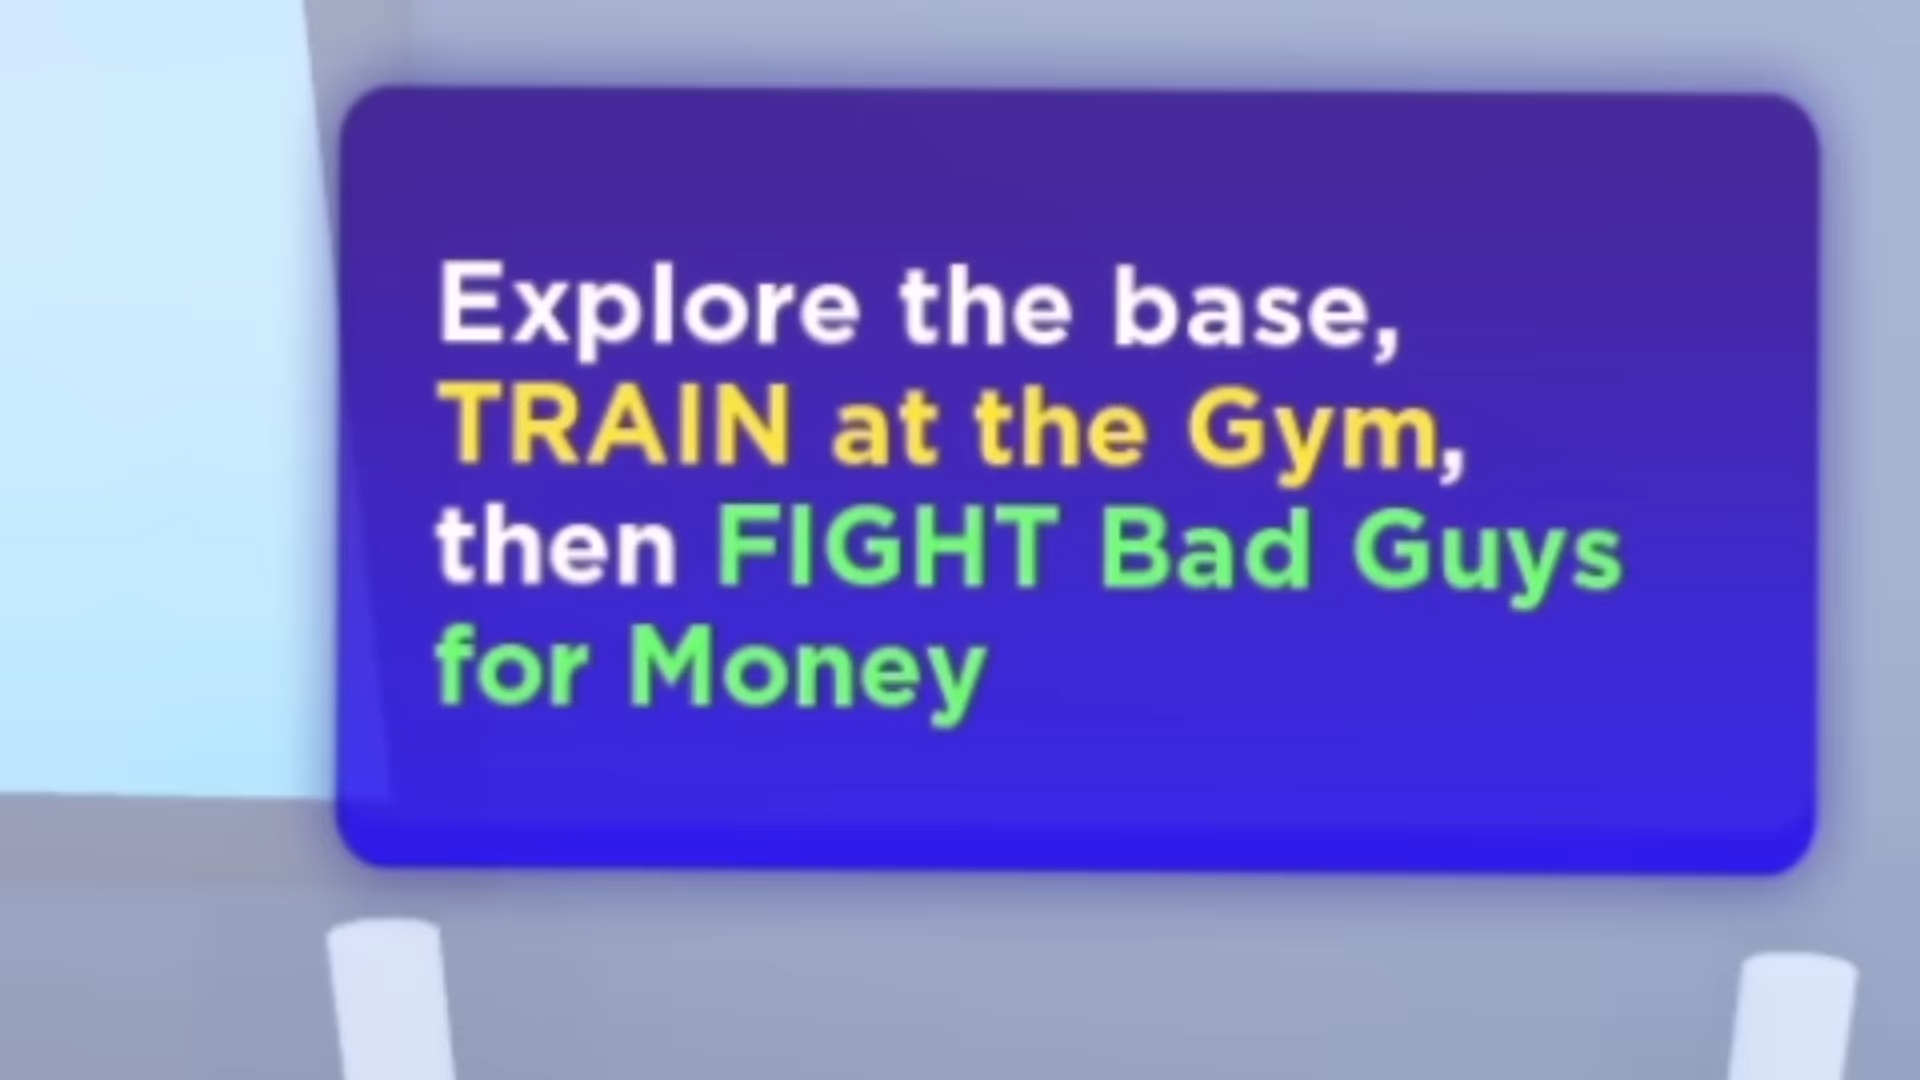 Explore the base,
TRAIN at the Gym,
then FIGHT Bad Guys
for Money